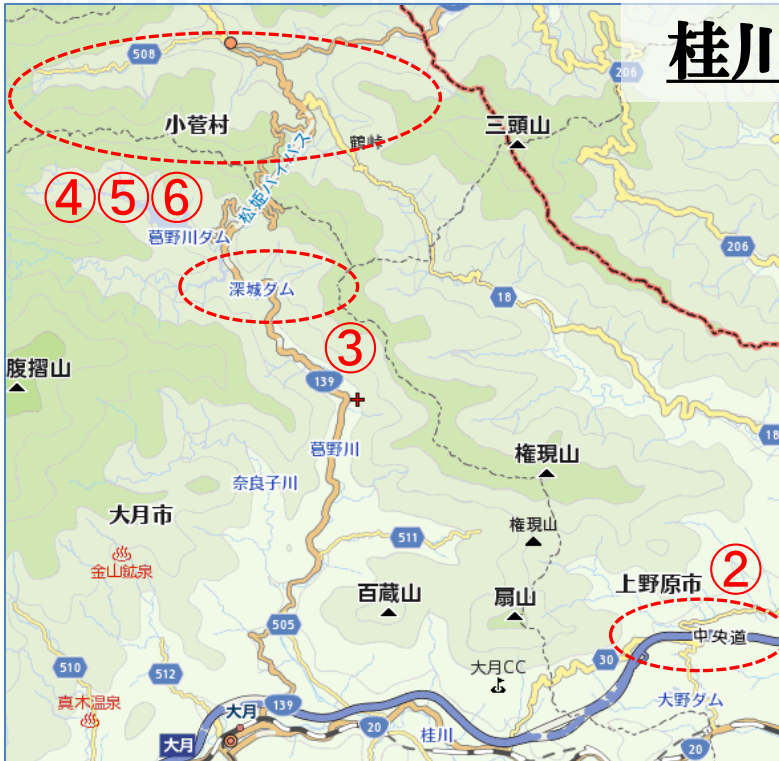 桂川
508
206
小菅村
鶴峠
三頭山
松姫バイパス
④⑤⑥
葛野川ダム
206
深城ダム
18
③
腹摺山
139
18
葛野川
権現山
奈良子川
大月市
511
権現山
金山鉱泉
②
上野原市
百蔵山
扇山
505
中央道
510
512
大月CC
30
真木温泉
大野ダム
139
大月
20
桂川
大月
20